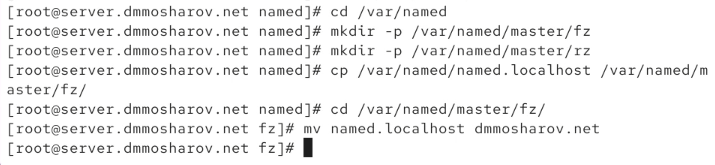 [root@server.dmmosharov.net named]# cd /var/named
[root@server.dmmosharov.net named]# mkdir -p /var/named/master/fz
[root@server.dmmosharov.net named]# mkdir -p /var/named/master/rz
[root@server.dmmosharov.net named]# cp /var/named/named.localhost /var/named/m
aster/fz/
[root@server.dmmosharov.net named]# cd /var/named/master/fz/
[root@server.dmmosharov.net fz]# mv named.localhost dmmosharov.net
[root@server.dmmosharov.net fz]#